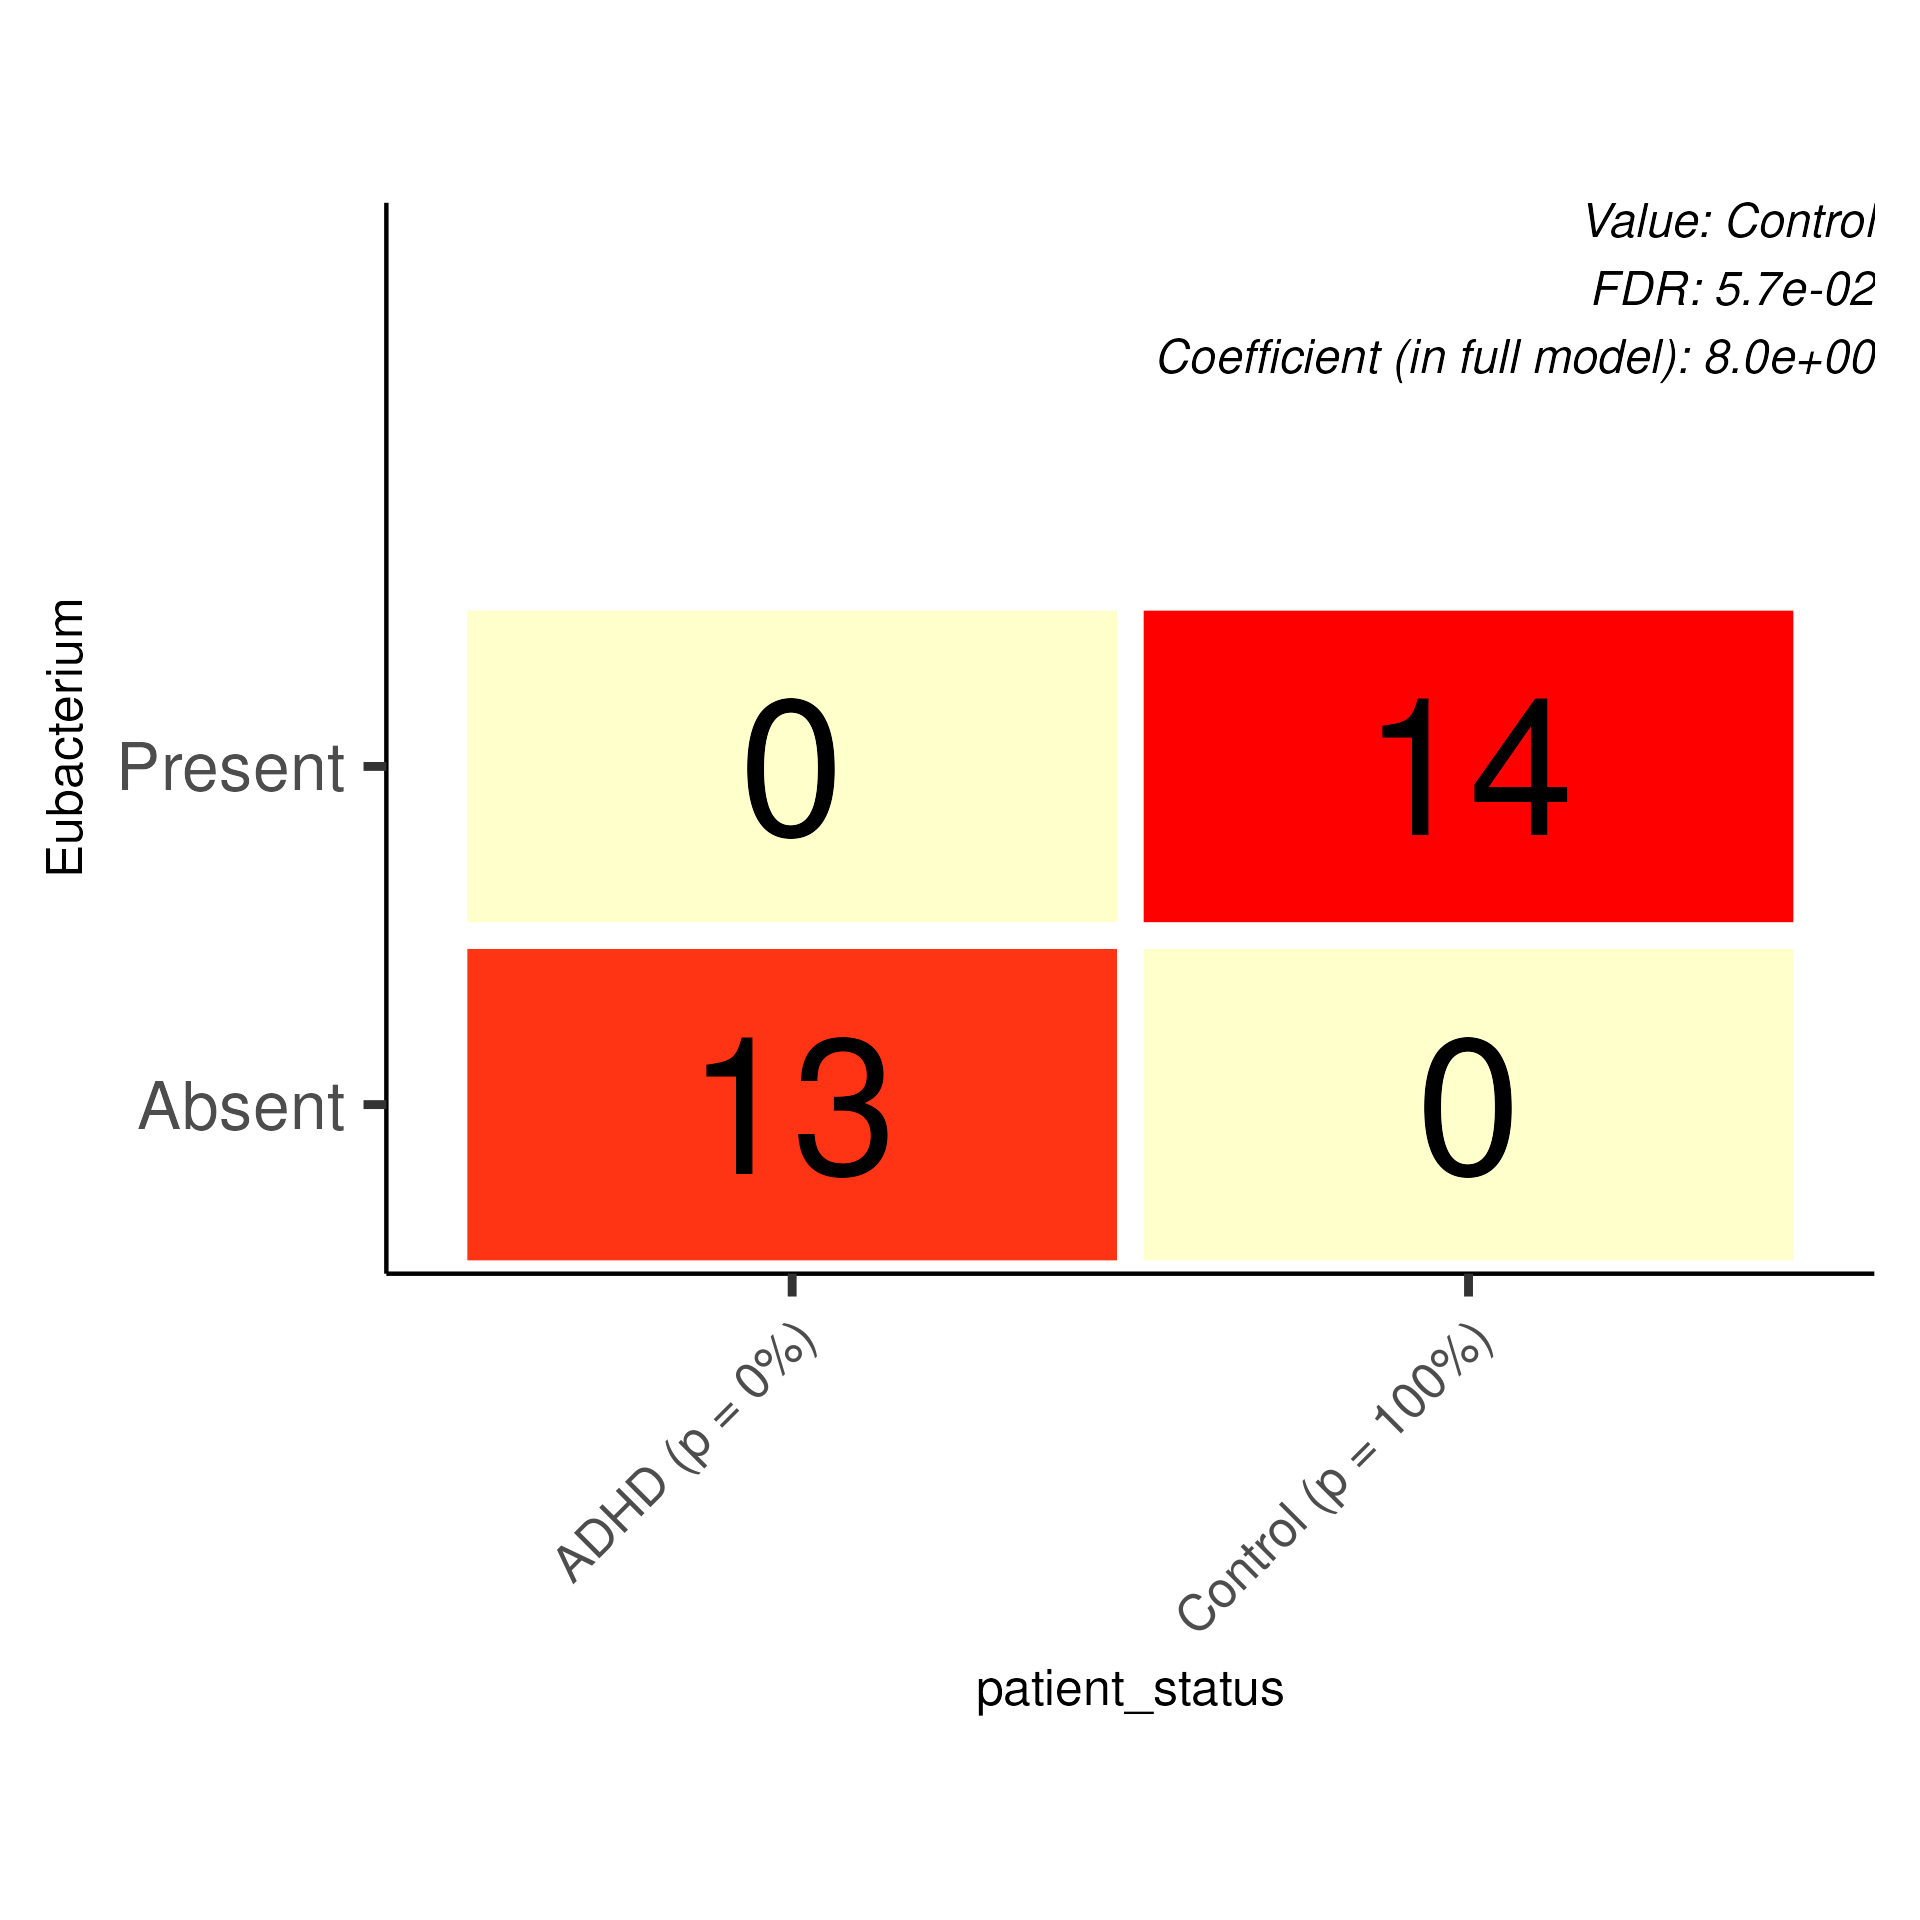 Value: Control
FDR: 5.7e-02
Coefficient (in full model): 8.0e+00
Eubacterium
Present
0
14
Absent
13
0
ADHD (p = 0%)
Control (p = 100%)
patient_status